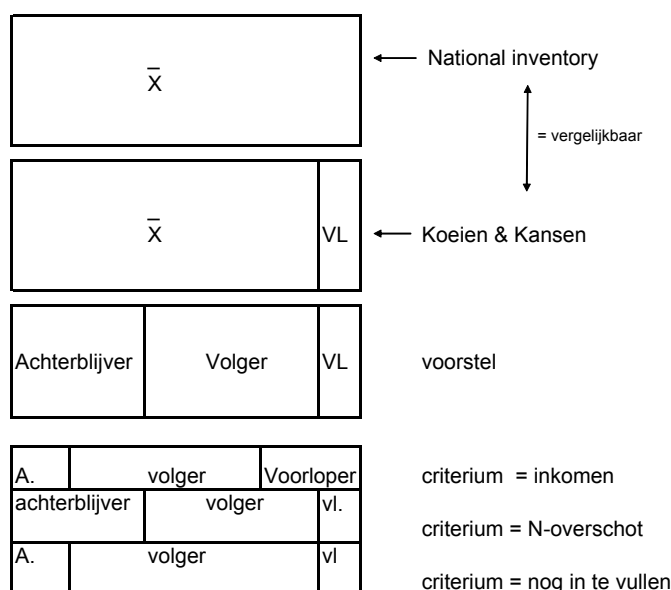 X̅ National inventory
= vergelijkbaar
X̅ VL Koeien & Kansen
Achterblijver Volger VL voorstel
A. volger Voorloper criterium = inkomen
achterblijver volger vl.
criterium = N-overschot
A. volger vl
criterium = nog in te vullen